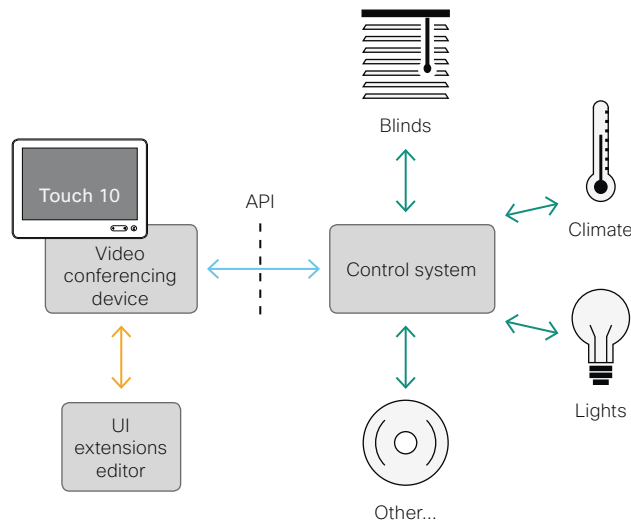 Blinds
Touch 10
API
Climate
Video
conferencing
device
Control system
Lights
UI
extensions
editor
Other...